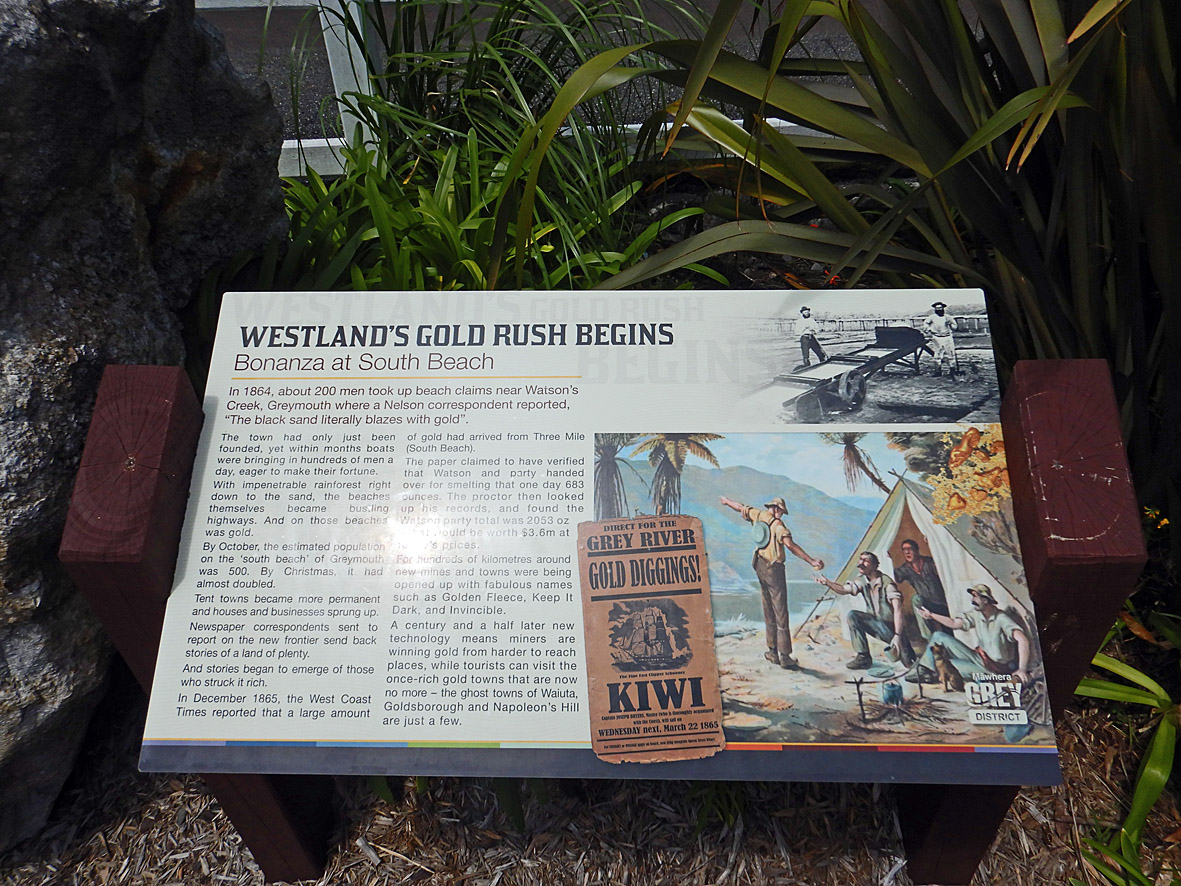 WESTLAND'S GOLD RUSH BEGINS
Bonanza at South Beach
In 1864, about 200 men took up beach claims near Watson's
Creek, Greymouth where a Nelson correspondent reported,
“The black sand literally blazes with gold”.
The town had only just been
founded, yet within months boats
were bringing in hundreds of men a
day, eager to make their fortune.
With impenetrable rainforest right
down to the sand, the beaches
themselves became bustling
highways. And on those beaches
was gold.
By October, the estimated population
on the 'south beach' of Greymouth
was 500. By Christmas, it had
almost doubled.
Tent towns became more permanent
and houses and businesses sprung up.
Newspaper correspondents sent to
report on the new frontier send back
stories of a land of plenty.
And stories began to emerge of those
who struck it rich.
In December 1865, the West Coast
Times reported that a large amount
of gold had arrived from Three Mile
(South Beach).
The paper claimed to have verified
that Watson and party handed
over for smelting that one day 683
ounces. The proctor then looked
up his records, and found the
Watson party total was 2053 oz
would be worth $3.6m at
prices.
For hundreds of kilometres around
new mines and towns were being
opened up with fabulous names
such as Golden Fleece, Keep It
Dark, and Invincible.
A century and a half later new
technology means miners are
winning gold from harder to reach
places, while tourists can visit the
once-rich gold towns that are now
no more – the ghost towns of Waiuta,
Goldsborough and Napoleon's Hill
are just a few.
DIRECT FOR THE
GREY RIVER
GOLD DIGGINGS!
The Fine Fast Clipper Schooner
KIWI
WEDNESDAY next, March 22 1865
Māwhera
GREY
DISTRICT